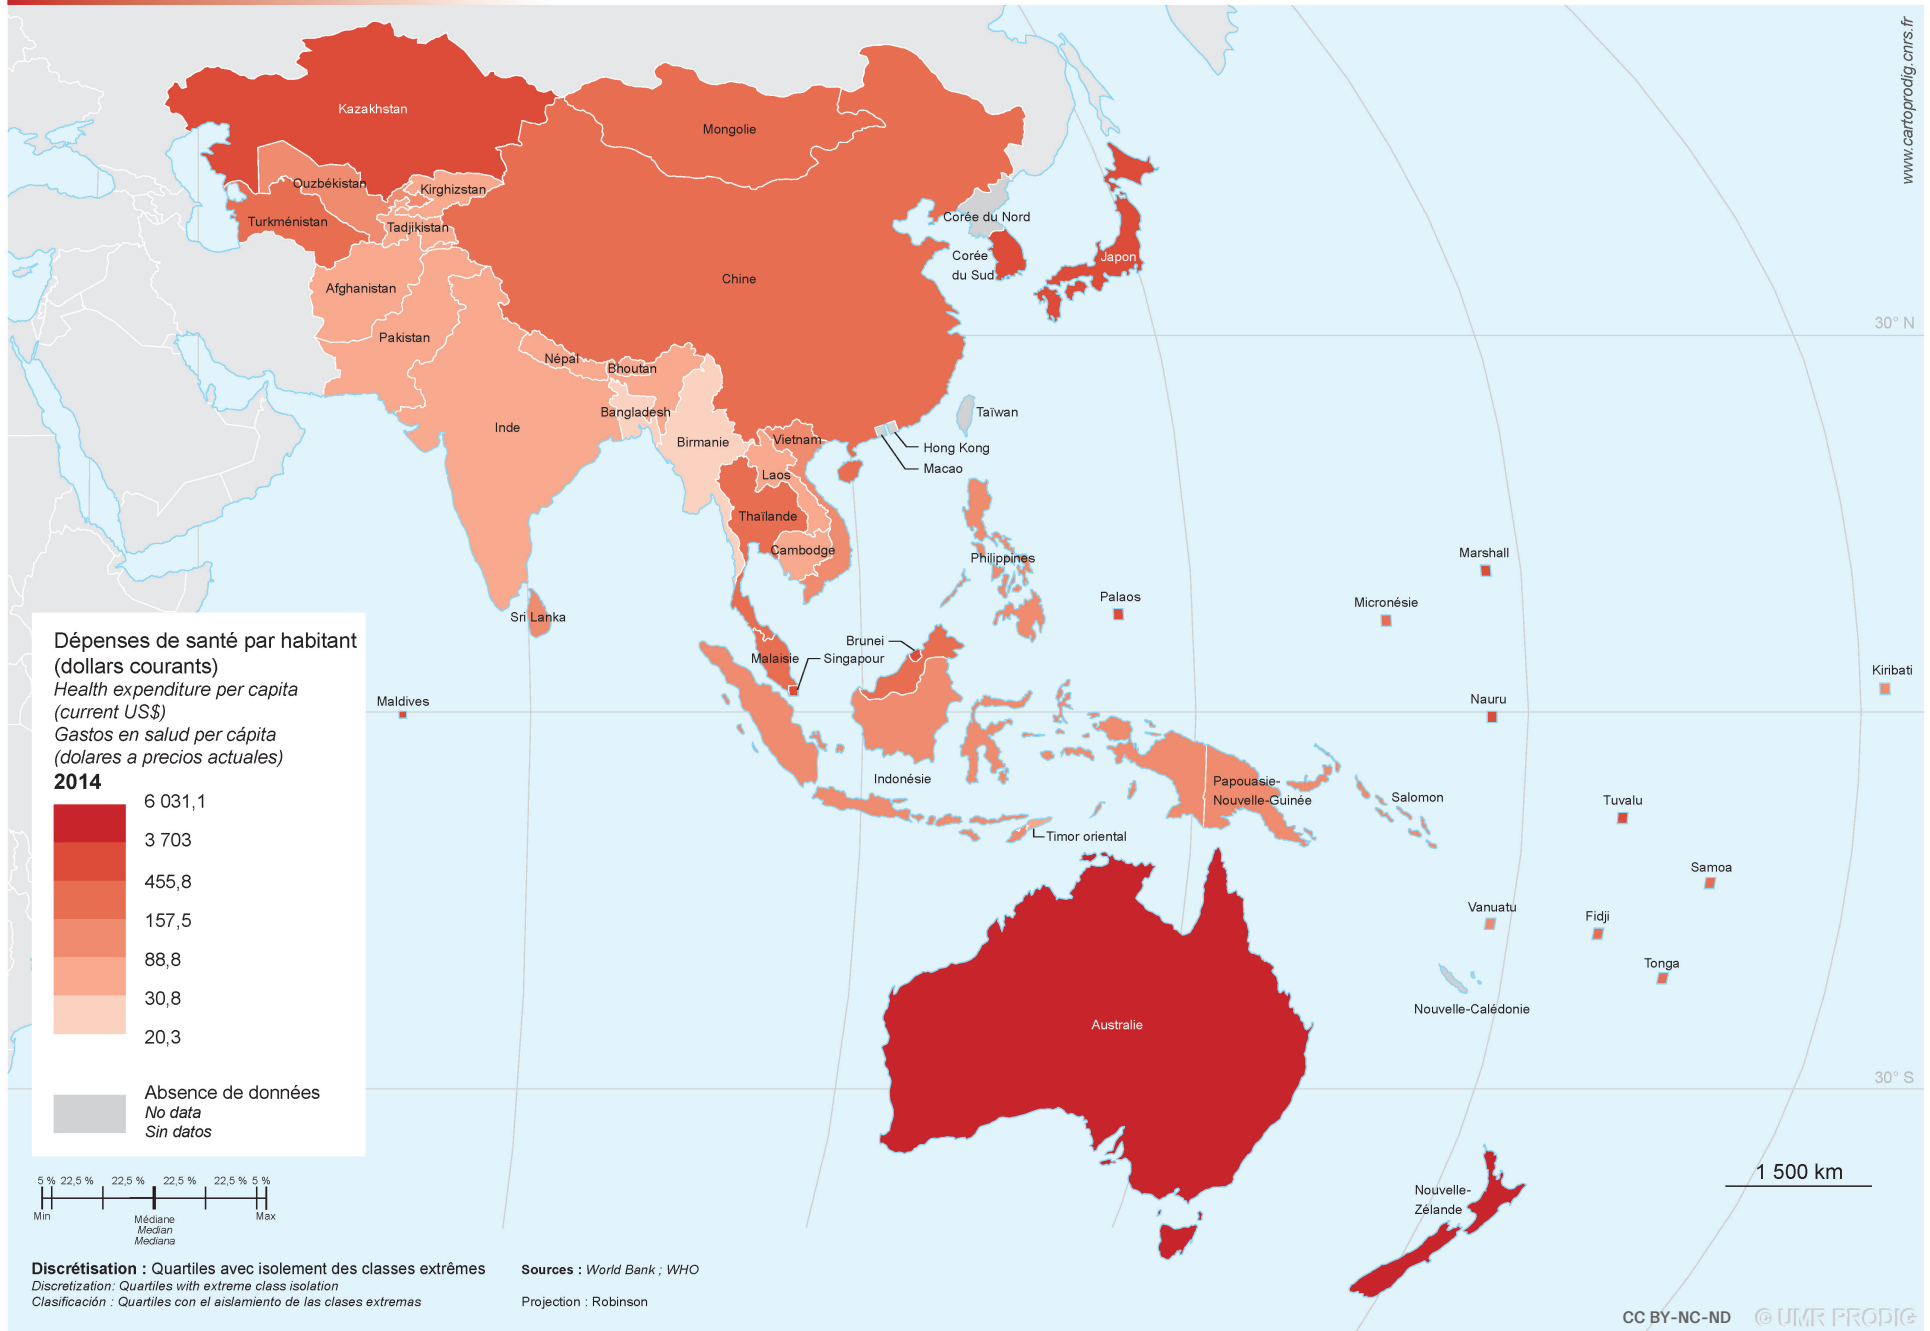 www.cartoprodig.cnrs.fr
Kazakhstan
Mongolie
Ouzbékistan
Kirghizstan
Turkménistan
Tadjikistan
Corée du Nord
Corée
du Sud
Japon
Chine
Afghanistan
Pakistan
30° N
Népal
Bhoutan
Bangladesh
Taïwan
Inde
Birmanie
Vietnam
Hong Kong
Macao
Laos
Thaïlande
Cambodge
Philippines
Marshall
Palaos
Micronésie
Sri Lanka
Brunei
Malaisie
Singapour
Kiribati
Maldives
Nauru
Indonésie
Papouasie-
Nouvelle-Guinée
Salomon
Tuvalu
Timor oriental
Samoa
Vanuatu
Fidji
Tonga
Nouvelle-Calédonie
Australie
30° S
Nouvelle-
Zélande
1 500 km
Dépenses de santé par habitant
(dollars courants)
Health expenditure per capita
(current US$)
Gastos en salud per cápita
(dolares a precios actuales)
2014
6 031,1
3 703
455,8
157,5
88,8
30,8
20,3
Absence de données
No data
Sin datos
5 % 22,5 % 22,5 % 22,5 % 22,5 % 5 %
Min Max
Médiane
Median
Mediana
Discrétisation : Quartiles avec isolement des classes extrêmes
Discretization: Quartiles with extreme class isolation
Clasificación : Quartiles con el aislamiento de las clases extremas
Sources : World Bank ; WHO
Projection : Robinson
CC BY-NC-ND © UMR PRODIG